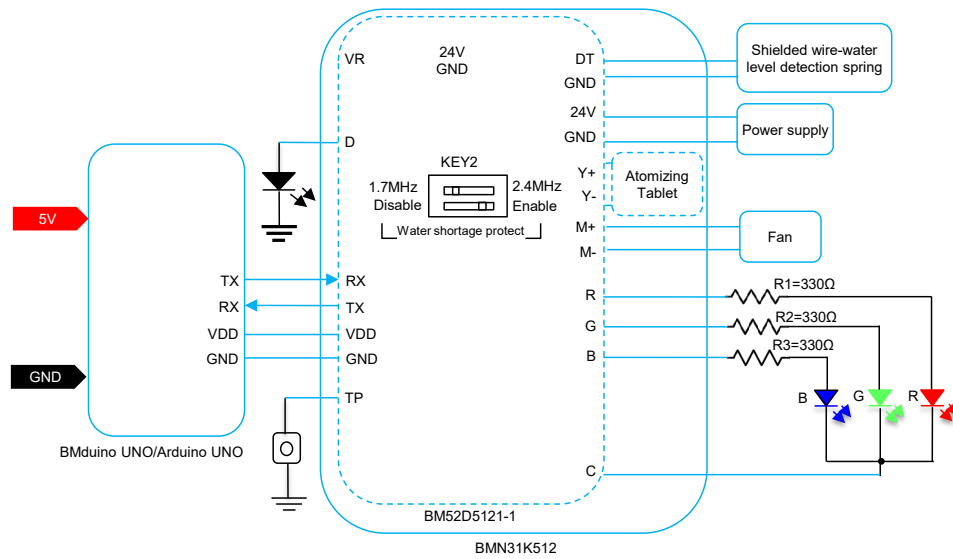 5V
GND
TX
RX
VDD
GND
BMduino UNO/Arduino UNO
VR
D
RX
TX
VDD
GND
TP
24V
GND
KEY2
1.7MHz
2.4MHz
Disable
Enable
Water shortage protect
DT
GND
24V
GND
Y+
Y-
M+
M-
R
G
B
C
BM52D5121-1
BMN31K512
Shielded wire-water
level detection spring
Power supply
Atomizing
Tablet
Fan
R1=330Ω
R2=330Ω
R3=330Ω
B
G
R